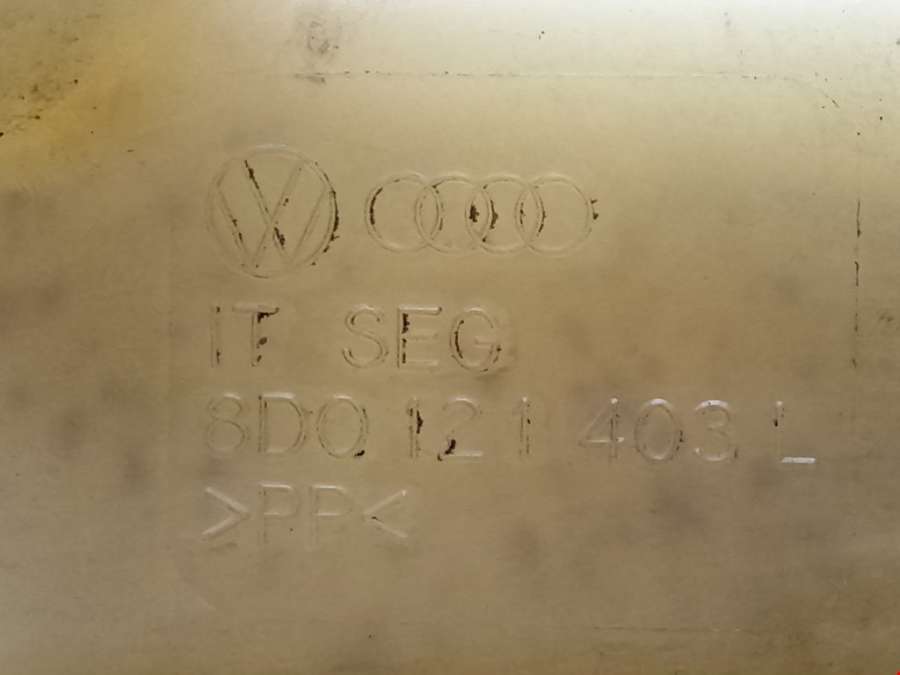 IT SEG
8D0 121 403 L
>PP<